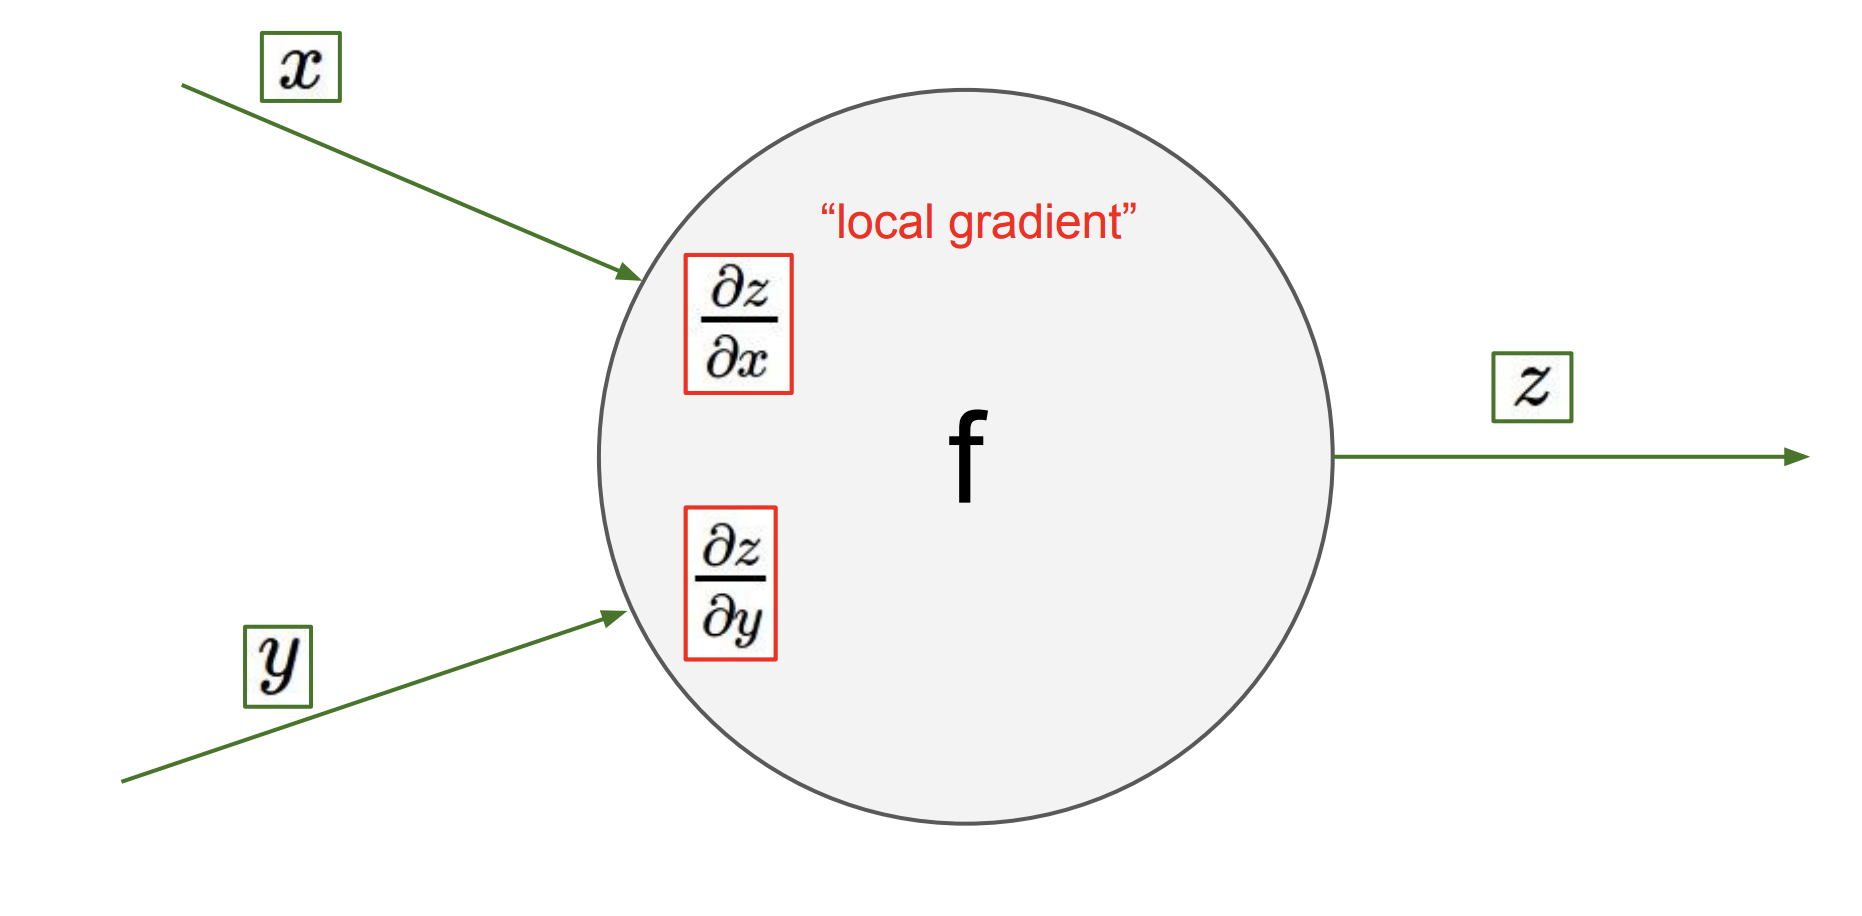 x
“local gradient”
∂z
∂x
f
z
∂z
∂y
y